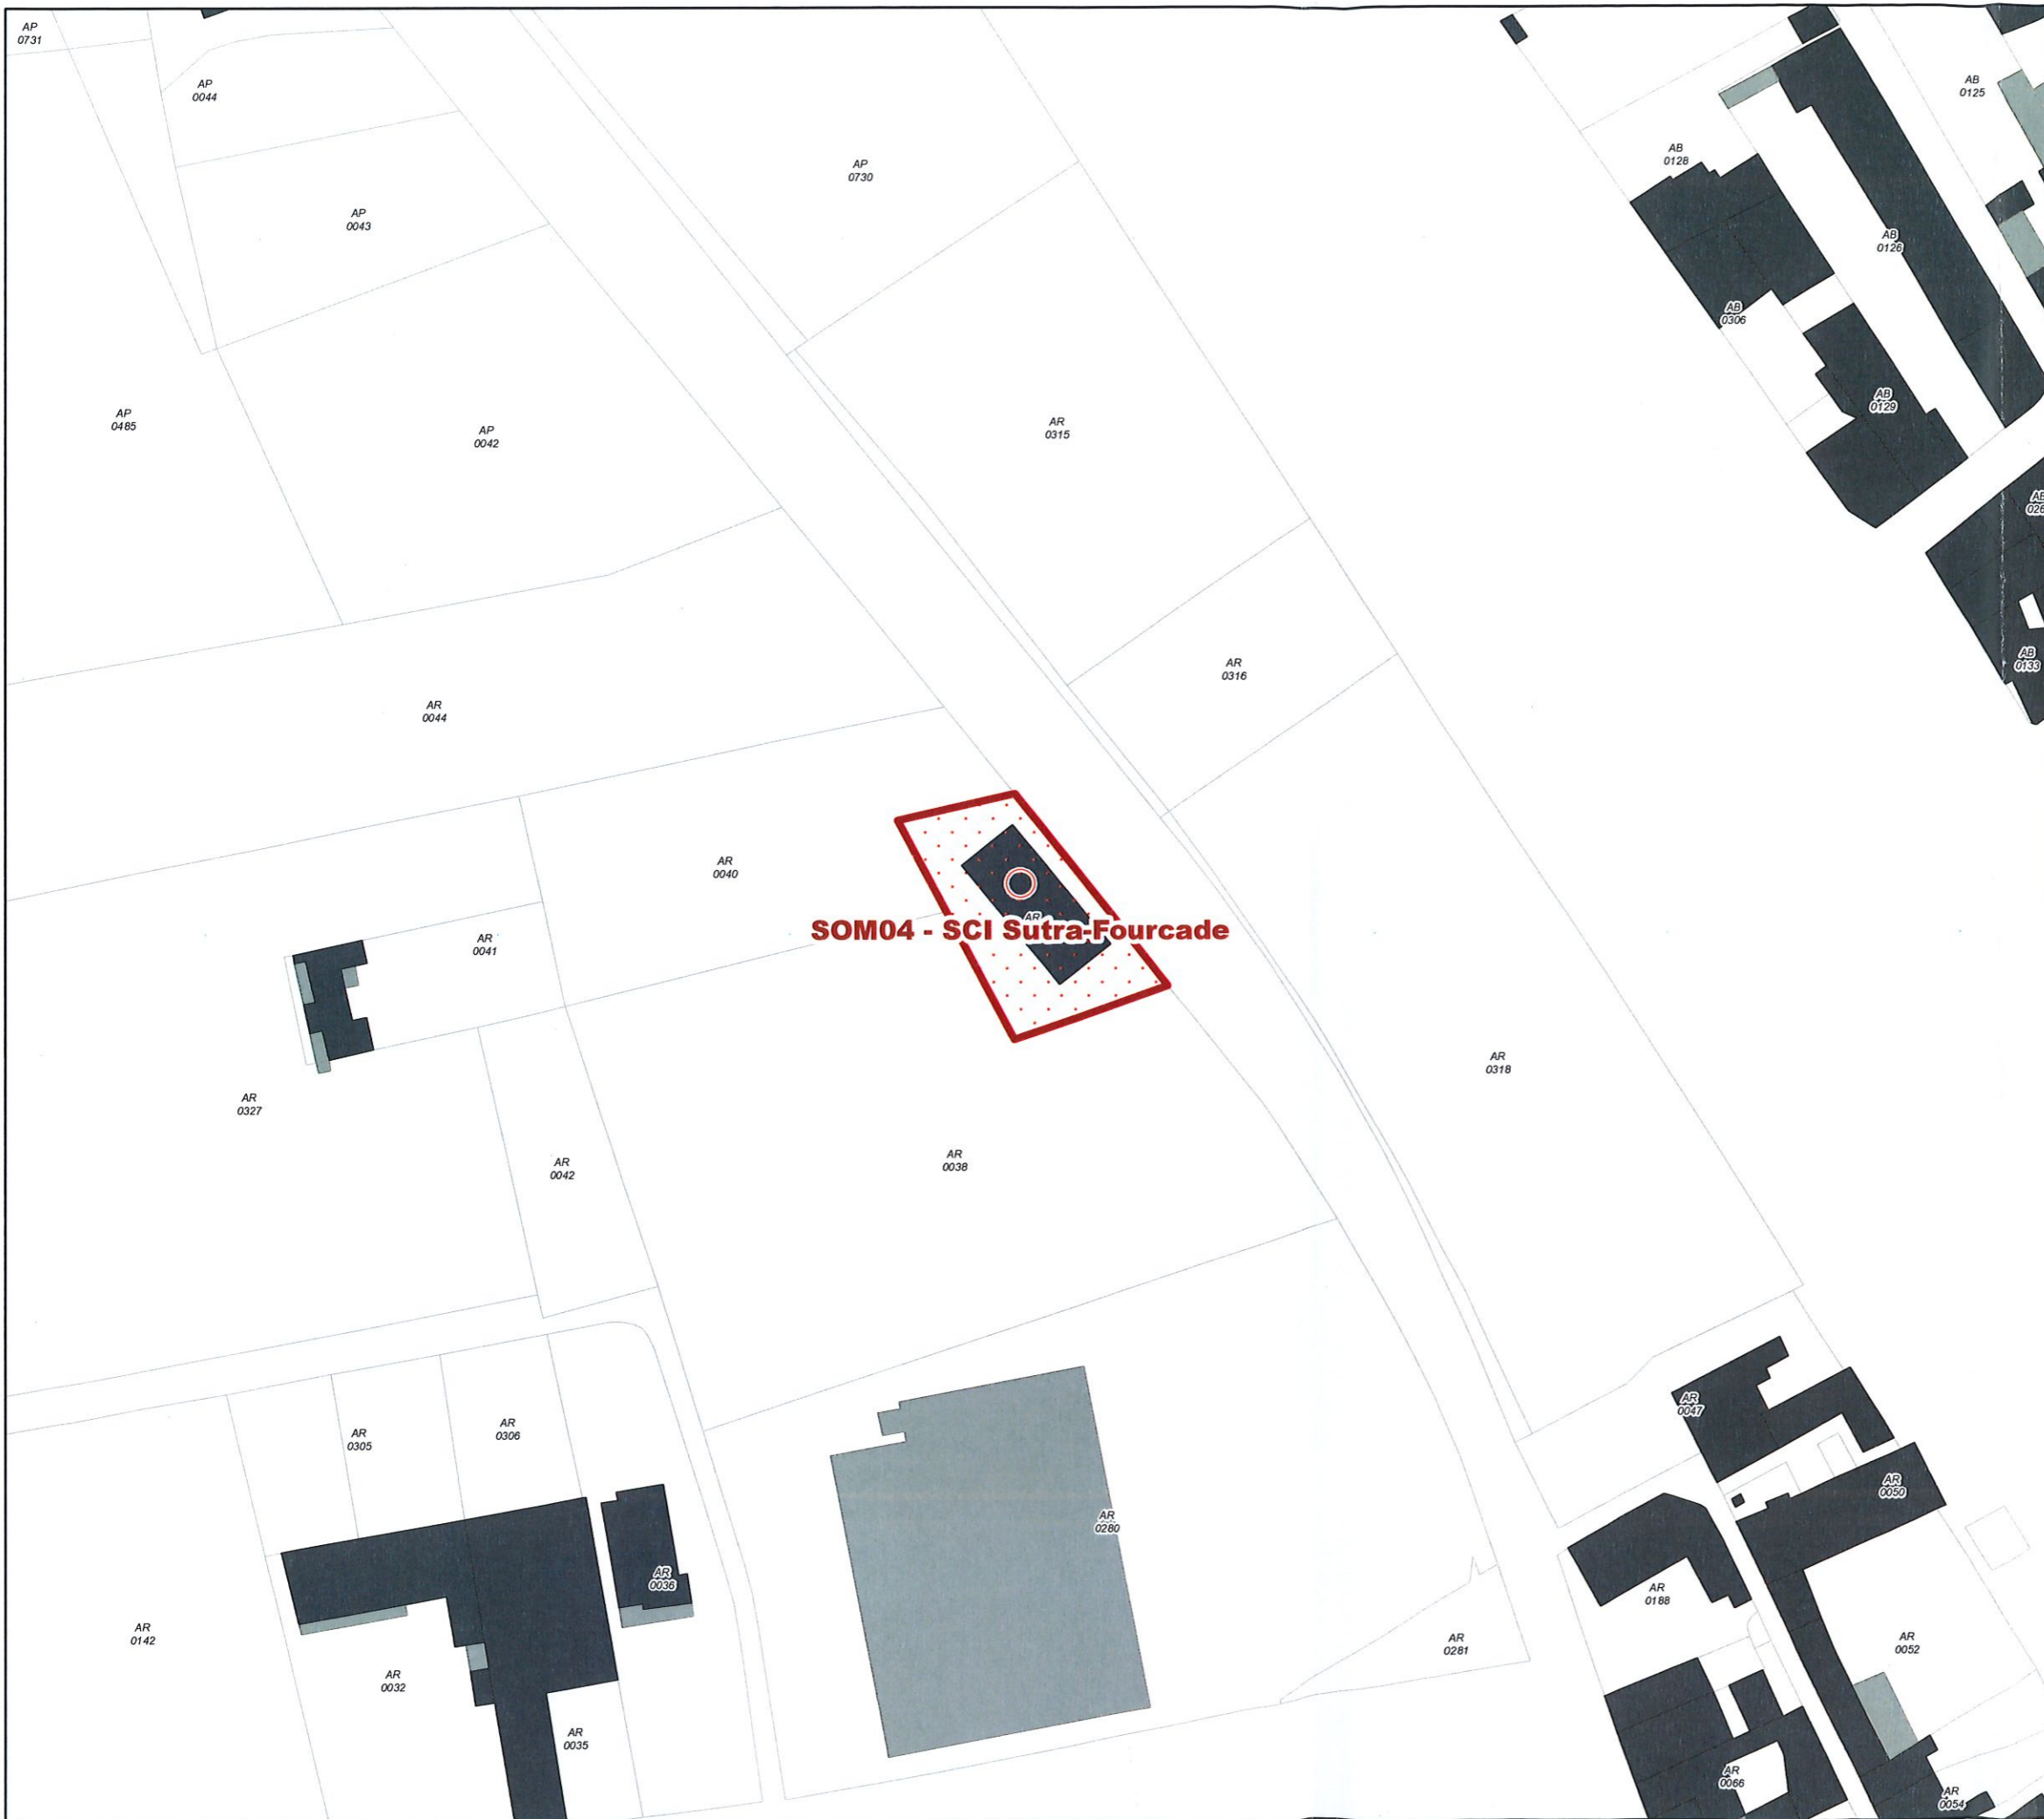 AP
0731
AP
0044
AB
0125
AB
0128
AP
0730
AP
0043
AB
0126
AB
0306
AB
0129
AP
0485
AP
0042
AR
0315
AR
0316
AB
0133
AR
0044
AR
0040
AR
SOM04 - SCI Sutra-Fourcade
AR
0041
AR
0318
AR
0327
AR
0042
AR
0038
AR
0047
AR
0305
AR
0306
AR
0050
AR
0280
AR
0036
AR
0188
AR
0142
AR
0281
AR
0052
AR
0032
AR
0035
AR
0066
AR
0054